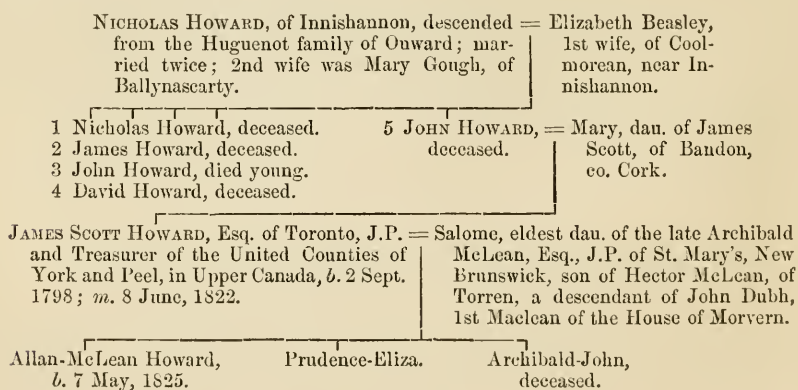 NICHOLAS HOWARD, of Innishannon, descended = Elizabeth Beasley,
from the Huguenot family of Ouward; mar- 1st wife, of Cool-
ried twice; 2nd wife was Mary Gough, of morean, near In-
Ballynascarty. nishannon.
1 Nicholas Howard, deceased. 5 JOHN HOWARD, = Mary, dau. of James
2 James Howard, deceased. deceased. Scott, of Bandon,
3 John Howard, died young. co. Cork.
4 David Howard, deceased.
JAMES SCOTT HOWARD, Esq. of Toronto, J.P. = Salome, eldest dau. of the late Archibald
and Treasurer of the United Counties of McLean, Esq., J.P. of St. Mary's, New
York and Peel, in Upper Canada, b. 2 Sept. Brunswick, son of Hector McLean, of
1798; m. 8 June, 1822. Torren, a descendant of John Dubh,
1st Maclean of the House of Morvern.
Allan-McLean Howard, Prudence-Eliza. Archibald-John,
b. 7 May, 1825. deceased.